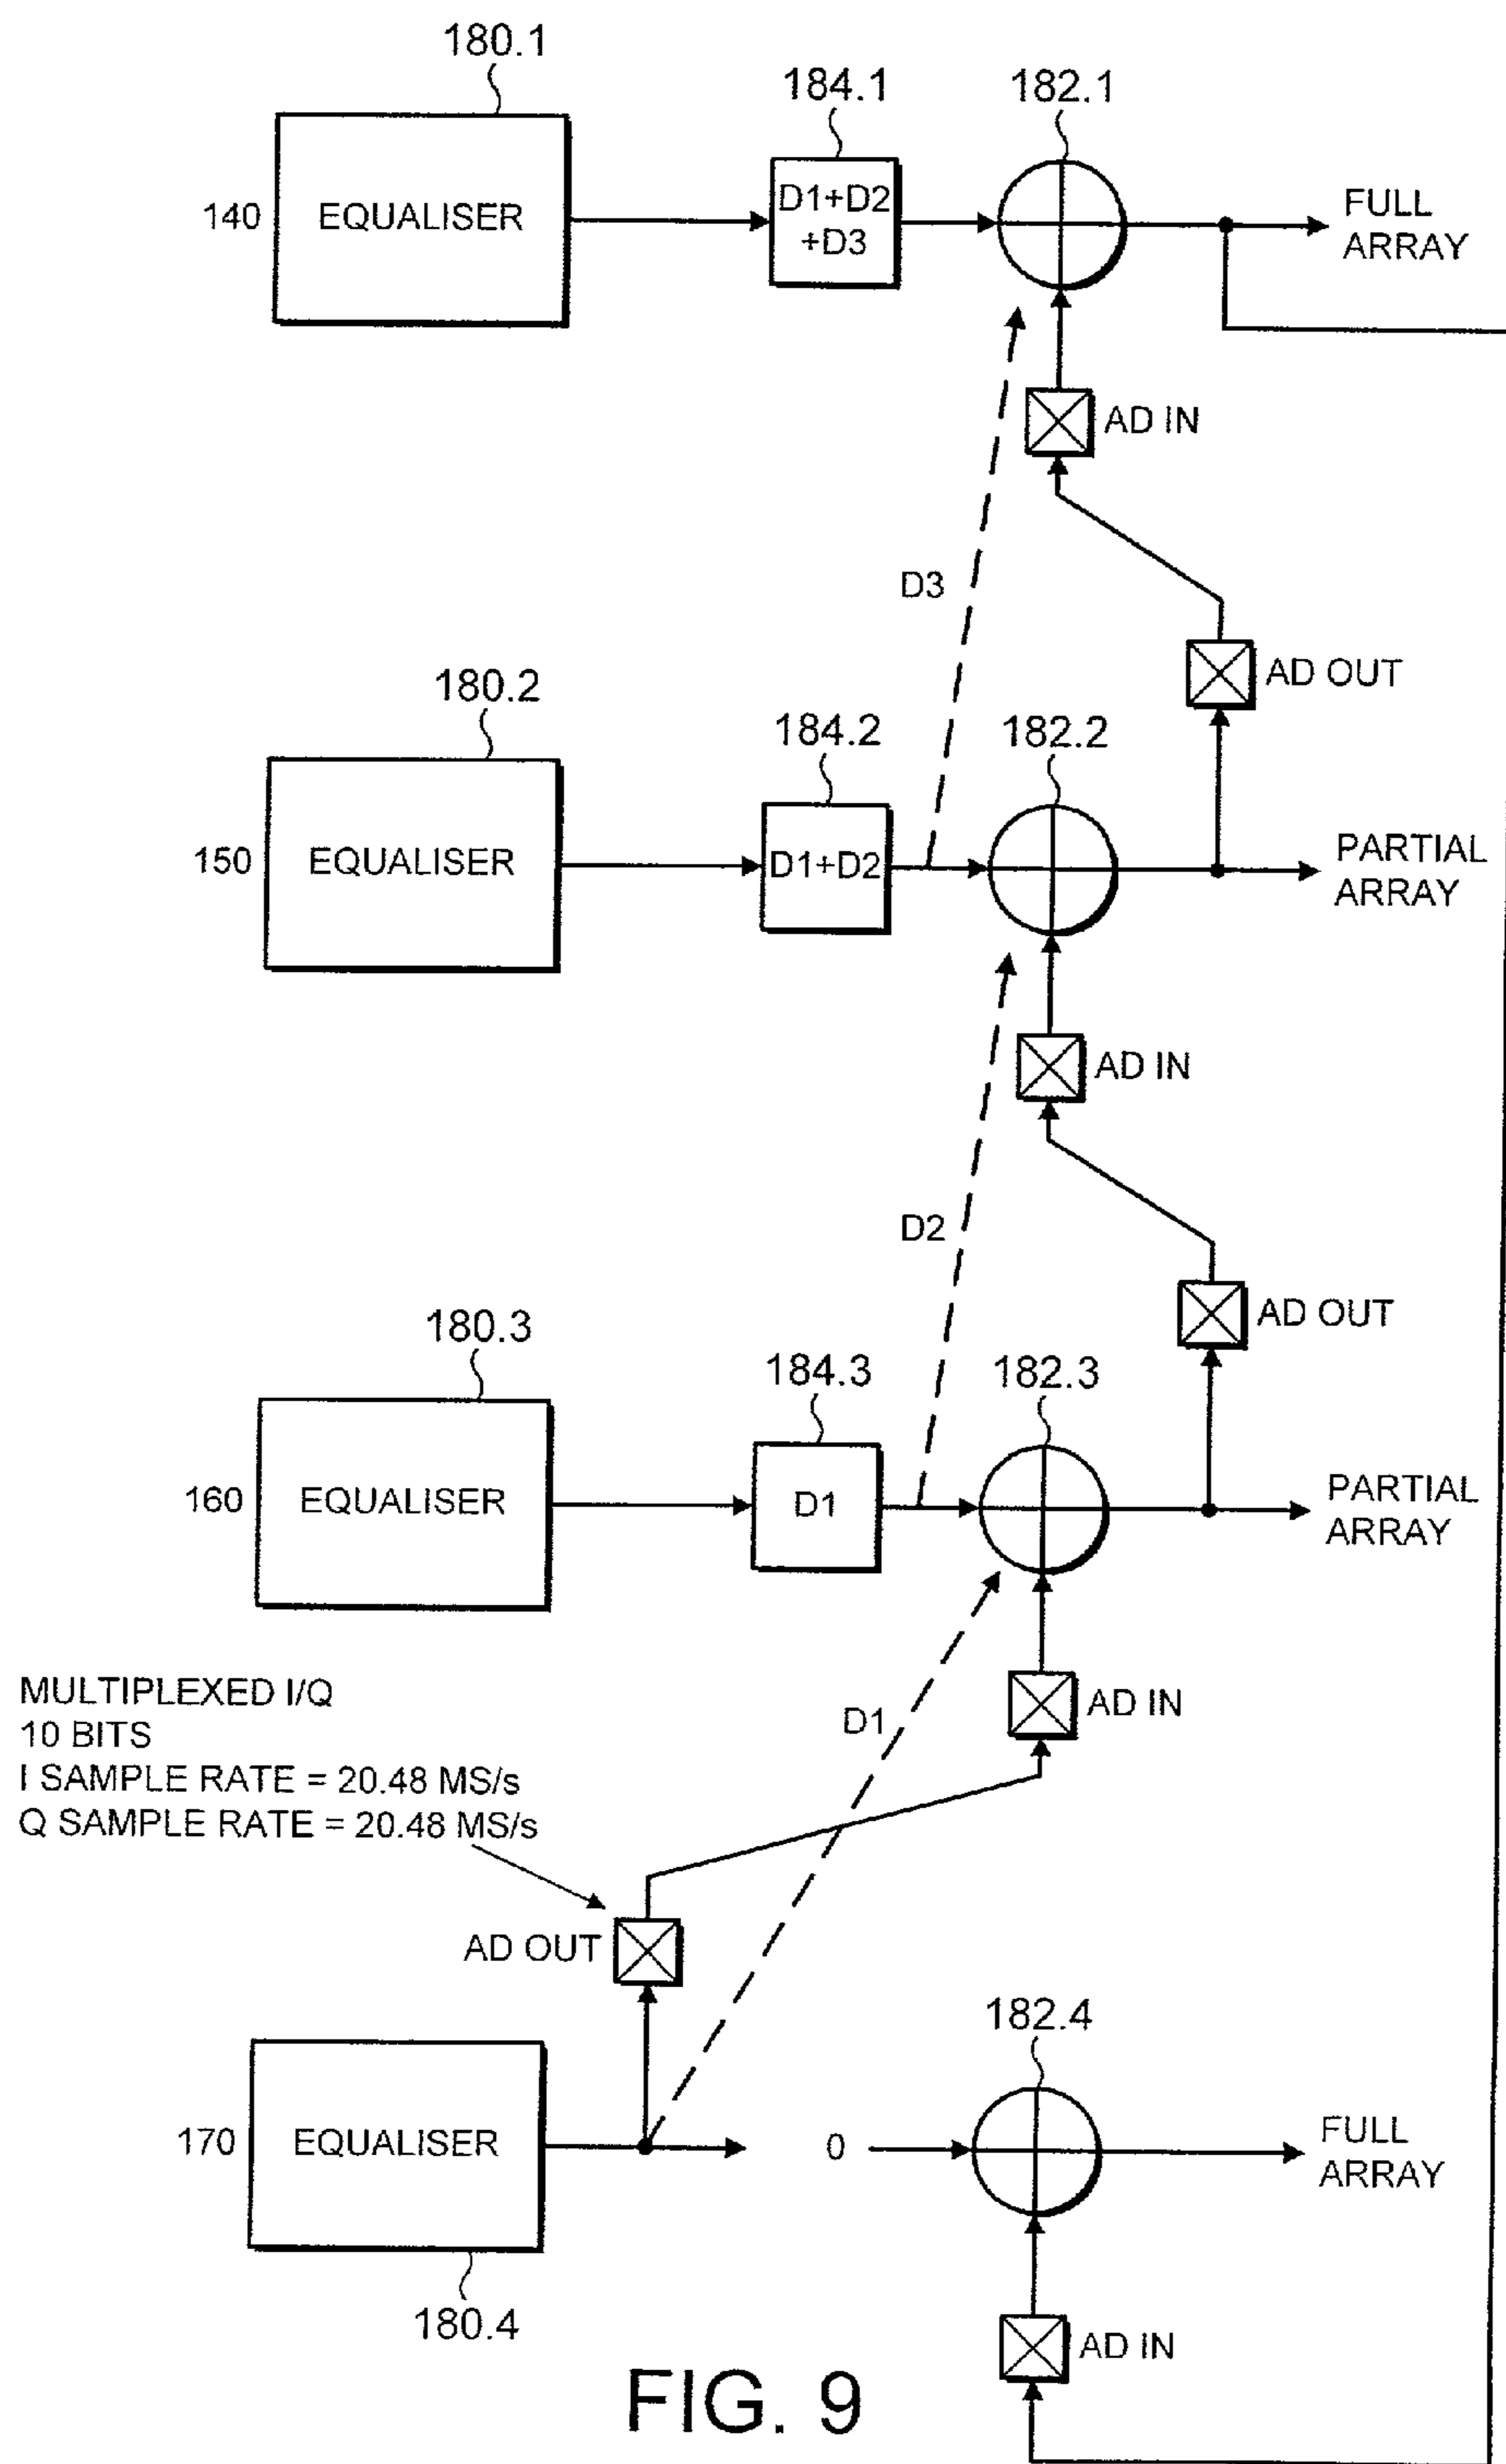 180.1
184.1
182.1
140
EQUALISER
D1+D2
+D3
FULL
ARRAY
AD IN
D3
180.2
184.2
182.2
AD OUT
150
EQUALISER
D1+D2
PARTIAL
ARRAY
AD IN
D2
180.3
184.3
182.3
AD OUT
160
EQUALISER
D1
PARTIAL
ARRAY
MULTIPLEXED I/Q
10 BITS
I SAMPLE RATE = 20.48 MS/s
Q SAMPLE RATE = 20.48 MS/s
D1
AD IN
AD OUT
182.4
170
EQUALISER
0
FULL
ARRAY
180.4
AD IN
FIG. 9